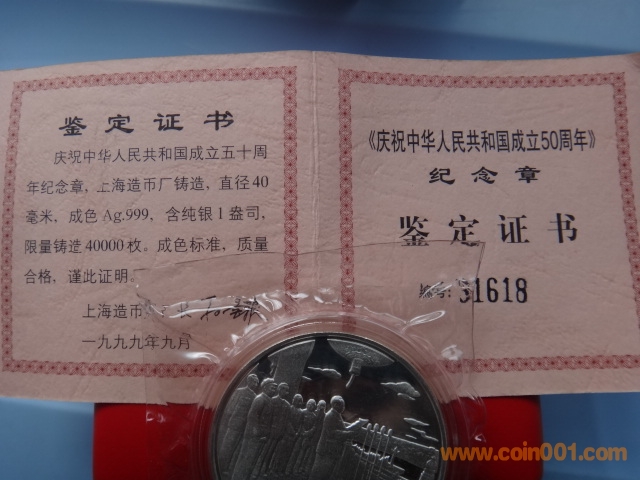 鉴定证书
庆祝中华人民共和国成立五十周
年纪念章，上海造币厂铸造，直径40
毫米、成色Ag.999，含纯银1盎司，
限量铸造40000枚。成色标准，质量
合格，谨此证明。
上海造币
一九九九年九月
《庆祝中华人民共和国成立50周年》
纪念章
鉴定证书
编号: 31618
www.coin001.com